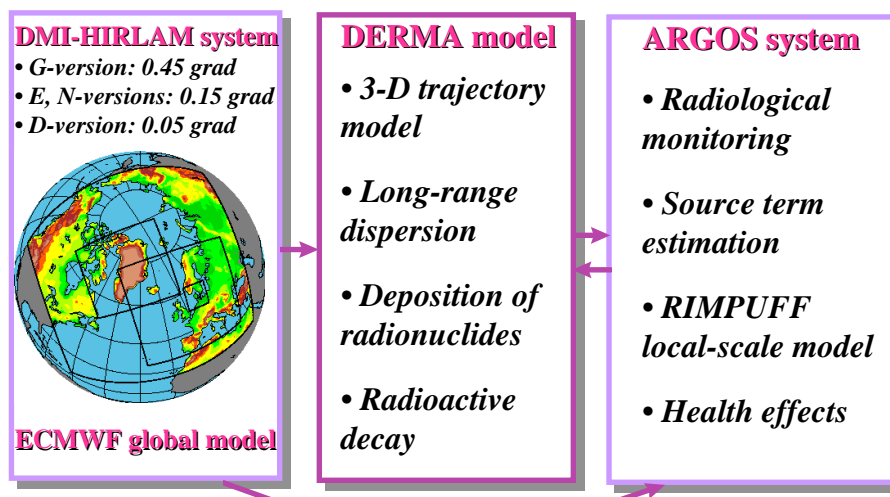 DMI-HIRLAM system
• G-version: 0.45 grad
• E, N-versions: 0.15 grad
• D-version: 0.05 grad
ECMWF global model
DERMA model
• 3-D trajectory
model
• Long-range
dispersion
• Deposition of
radionuclides
• Radioactive
decay
ARGOS system
• Radiological
monitoring
• Source term
estimation
• RIMPUFF
local-scale model
• Health effects